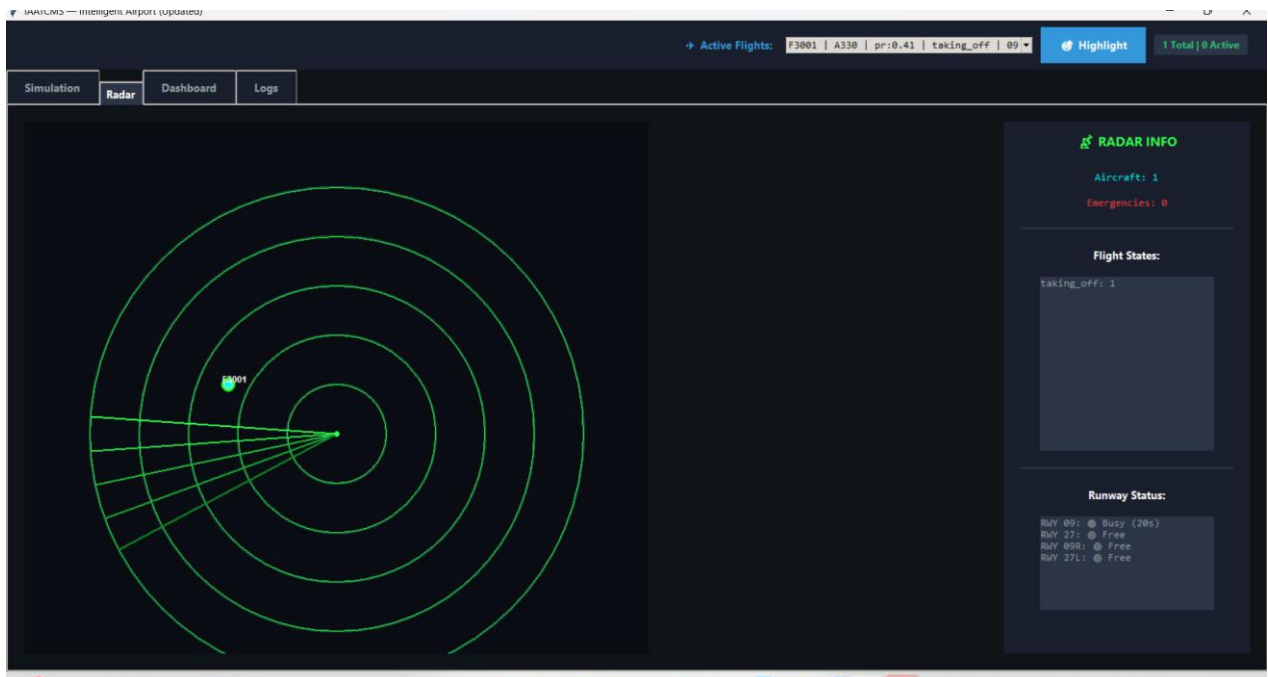 IAATCMS — Intelligent Airport (Updated)
Active Flights: F3001 | A330 | pr:0.41 | taking_off | 09 Highlight 1 Total | 0 Active
Simulation Radar Dashboard Logs
RADAR INFO
Aircraft: 1
Emergencies: 0
Flight States:
taking_off: 1
F3001
Runway Status:
RWY 09: Busy (20s)
RWY 27: Free
RWY 09R: Free
RWY 27L: Free